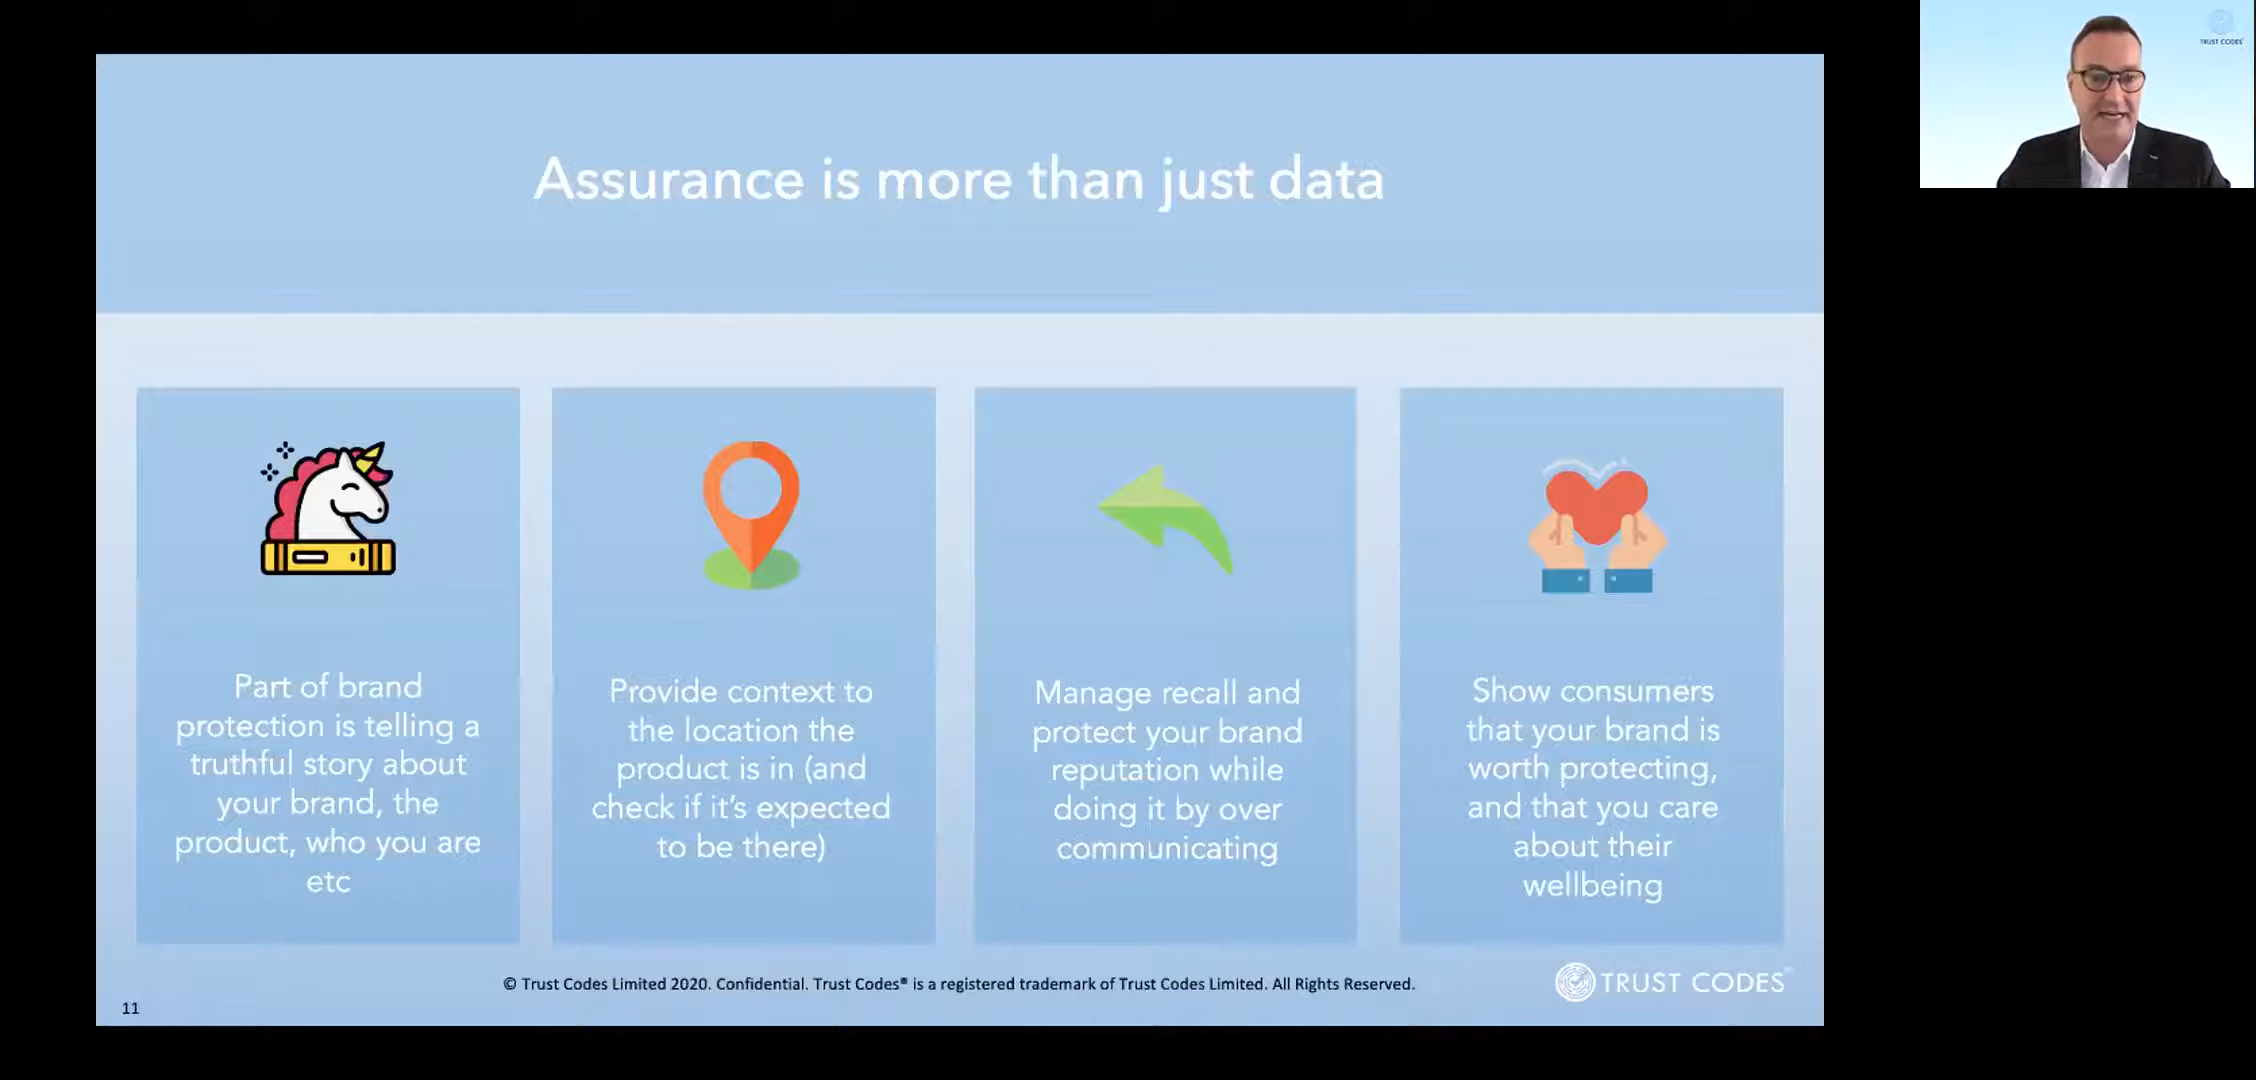 TRUST CODES
Assurance is more than just data
Part of brand
protection is telling a
truthful story about
your brand, the
product, who you are
etc
Provide context to
the location the
product is in (and
check if it's expected
to be there)
Manage recall and
protect your brand
reputation while
doing it by over
communicating
Show consumers
that your brand is
worth protecting,
and that you care
about their
wellbeing
© Trust Codes Limited 2020. Confidential. Trust Codes® is a registered trademark of Trust Codes Limited. All Rights Reserved.
TRUST CODES
11